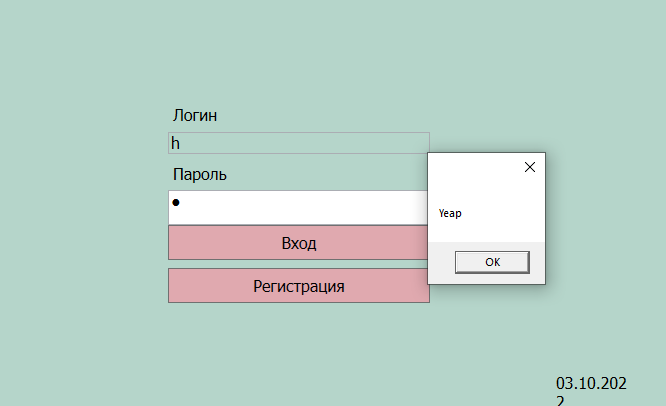 Логин
h
Пароль
●
Вход
Регистрация
Yeap
OK
03.10.202
2